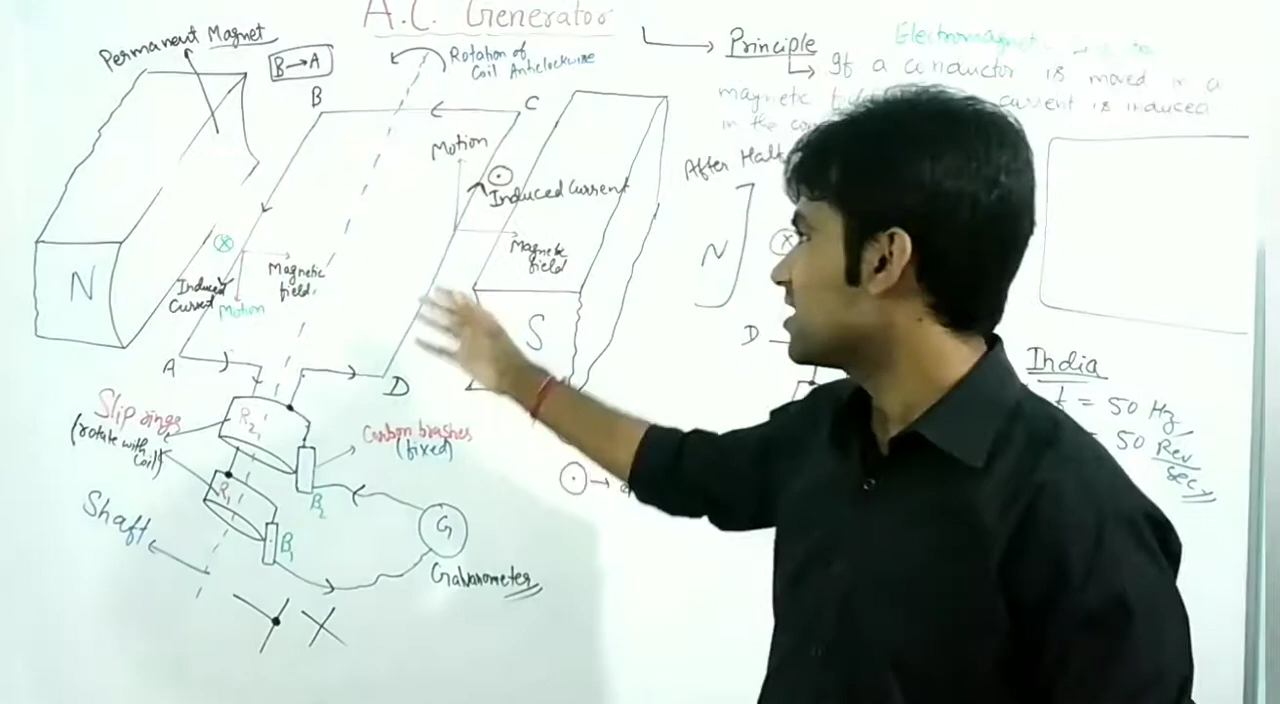 A.C. Generator
Permanent Magnet
B→A
Rotation of
Coil Anticlockwise
Principle
Electromagnetic
If a conductor is moved in a
magnetic
current is induced
in the
B
C
Motion
Induced Current
Magnetic
field
After Half
N
N
Magnetic
field.
Induced
Current
Motion
S
A
D
D
India
= 50 Hz
= 50 Rev
sec
Slip rings
(rotate with
coil)
R2
Carbon brushes
(fixed)
R1
B2
B1
G
Shaft
Galvanometer